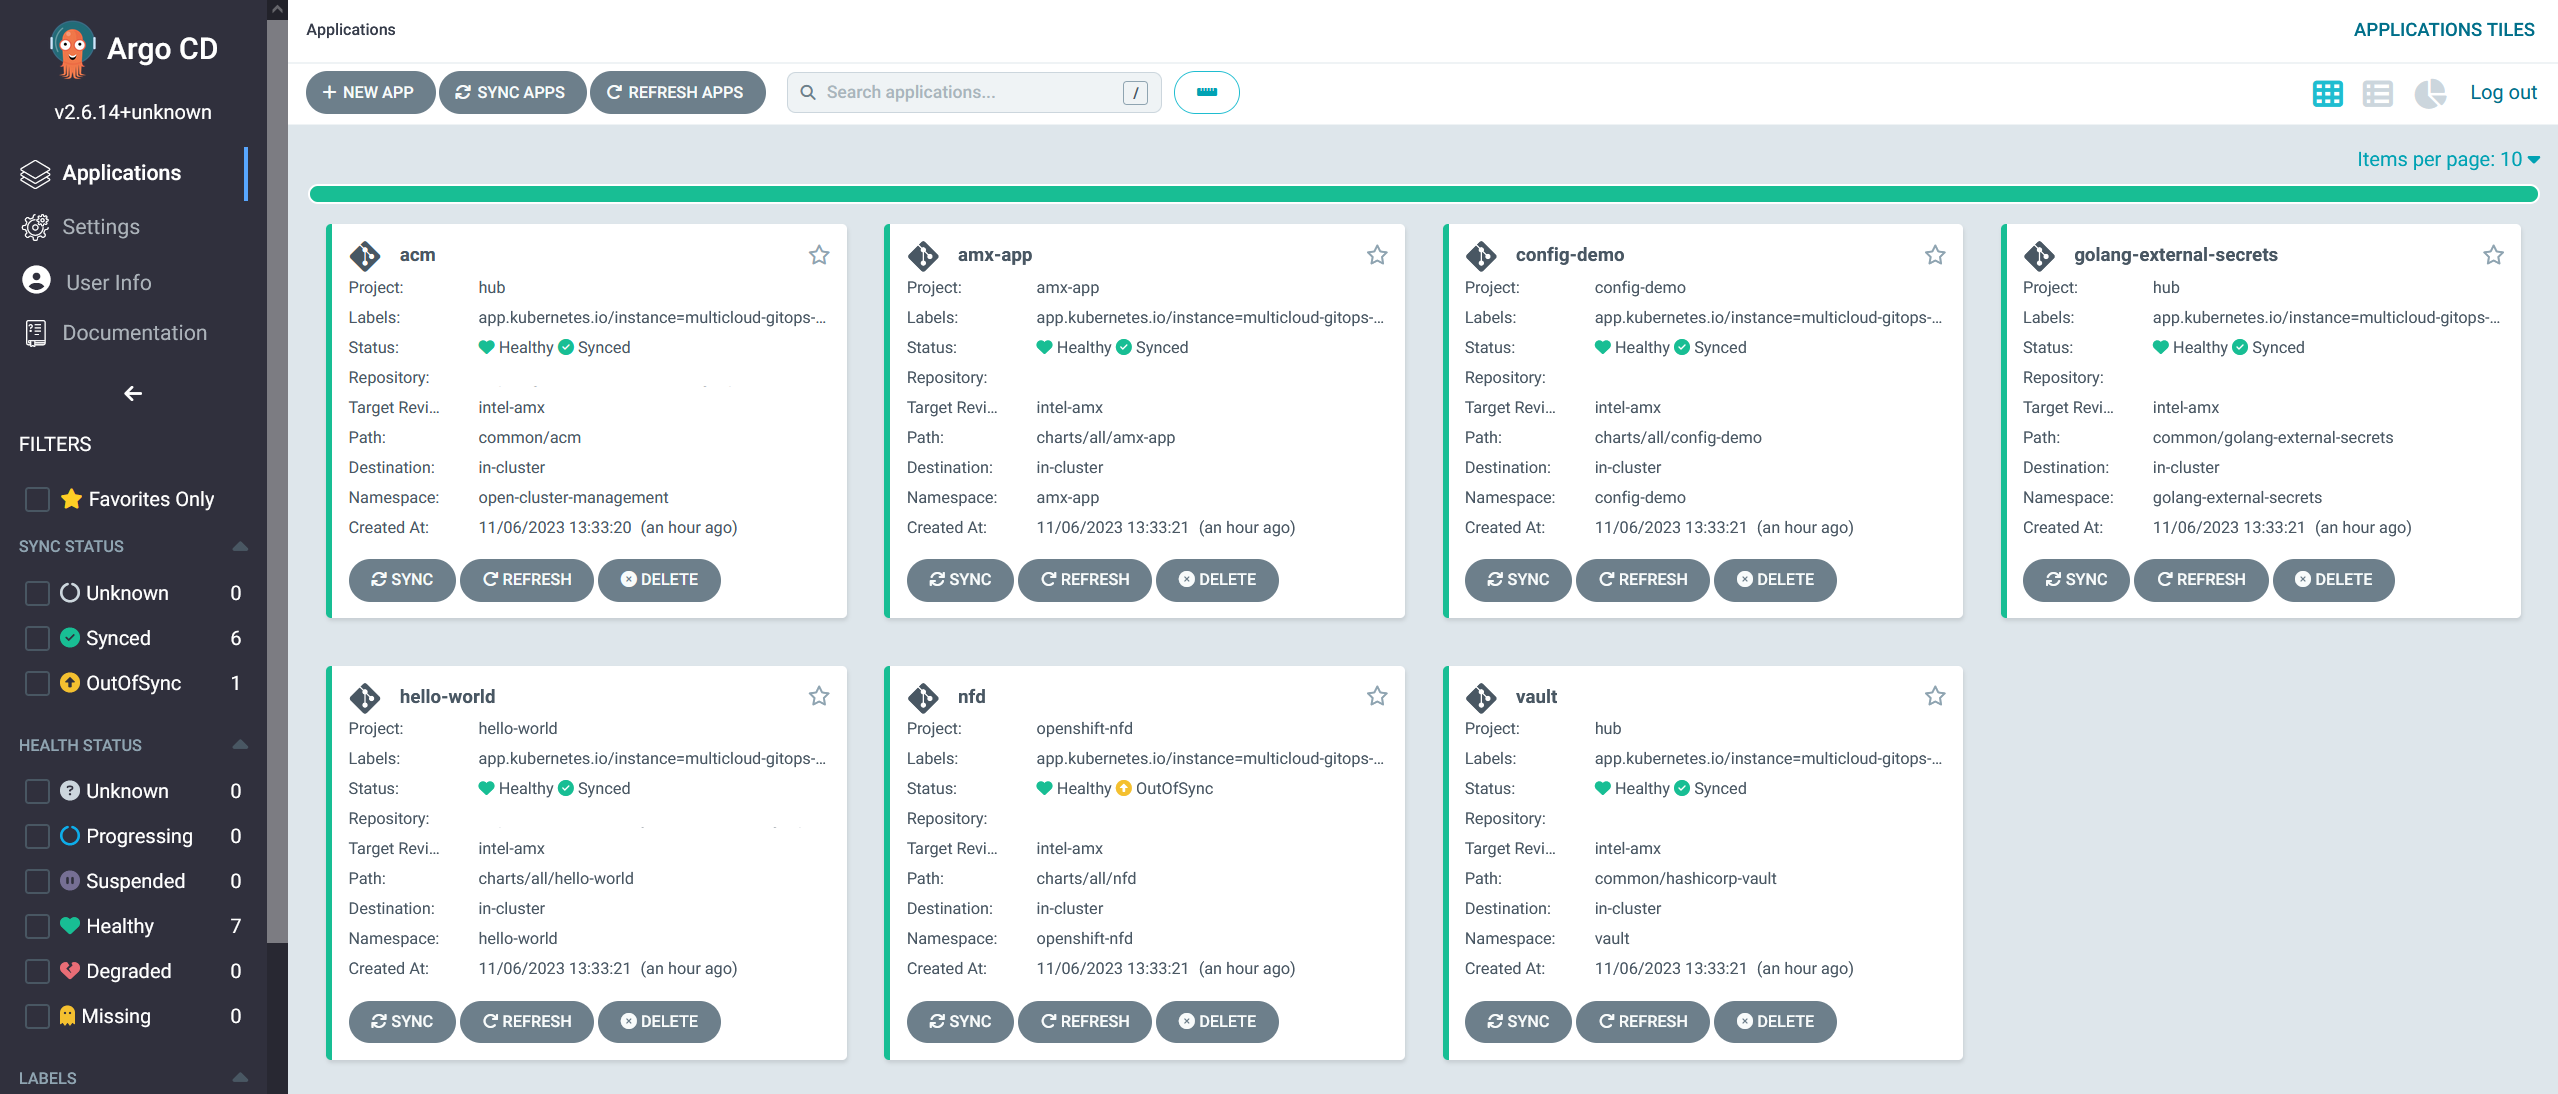 Argo CD
v2.6.14+unknown
Applications
Settings
User Info
Documentation
FILTERS
Favorites Only
SYNC STATUS
Unknown 0
Synced 6
OutOfSync 1
HEALTH STATUS
Unknown 0
Progressing 0
Suspended 0
Healthy 7
Degraded 0
Missing 0
LABELS
Applications
APPLICATIONS TILES
+ NEW APP SYNC APPS REFRESH APPS Search applications... / Log out
Items per page: 10
acm
Project: hub
Labels: app.kubernetes.io/instance=multicloud-gitops-...
Status: Healthy Synced
Repository:
Target Revi... intel-amx
Path: common/acm
Destination: in-cluster
Namespace: open-cluster-management
Created At: 11/06/2023 13:33:20 (an hour ago)
SYNC REFRESH DELETE
amx-app
Project: amx-app
Labels: app.kubernetes.io/instance=multicloud-gitops-...
Status: Healthy Synced
Repository:
Target Revi... intel-amx
Path: charts/all/amx-app
Destination: in-cluster
Namespace: amx-app
Created At: 11/06/2023 13:33:21 (an hour ago)
SYNC REFRESH DELETE
config-demo
Project: config-demo
Labels: app.kubernetes.io/instance=multicloud-gitops-...
Status: Healthy Synced
Repository:
Target Revi... intel-amx
Path: charts/all/config-demo
Destination: in-cluster
Namespace: config-demo
Created At: 11/06/2023 13:33:21 (an hour ago)
SYNC REFRESH DELETE
golang-external-secrets
Project: hub
Labels: app.kubernetes.io/instance=multicloud-gitops-...
Status: Healthy Synced
Repository:
Target Revi... intel-amx
Path: common/golang-external-secrets
Destination: in-cluster
Namespace: golang-external-secrets
Created At: 11/06/2023 13:33:21 (an hour ago)
SYNC REFRESH DELETE
hello-world
Project: hello-world
Labels: app.kubernetes.io/instance=multicloud-gitops-...
Status: Healthy Synced
Repository:
Target Revi... intel-amx
Path: charts/all/hello-world
Destination: in-cluster
Namespace: hello-world
Created At: 11/06/2023 13:33:21 (an hour ago)
SYNC REFRESH DELETE
nfd
Project: openshift-nfd
Labels: app.kubernetes.io/instance=multicloud-gitops-...
Status: Healthy OutOfSync
Repository:
Target Revi... intel-amx
Path: charts/all/nfd
Destination: in-cluster
Namespace: openshift-nfd
Created At: 11/06/2023 13:33:21 (an hour ago)
SYNC REFRESH DELETE
vault
Project: hub
Labels: app.kubernetes.io/instance=multicloud-gitops-...
Status: Healthy Synced
Repository:
Target Revi... intel-amx
Path: common/hashicorp-vault
Destination: in-cluster
Namespace: vault
Created At: 11/06/2023 13:33:21 (an hour ago)
SYNC REFRESH DELETE